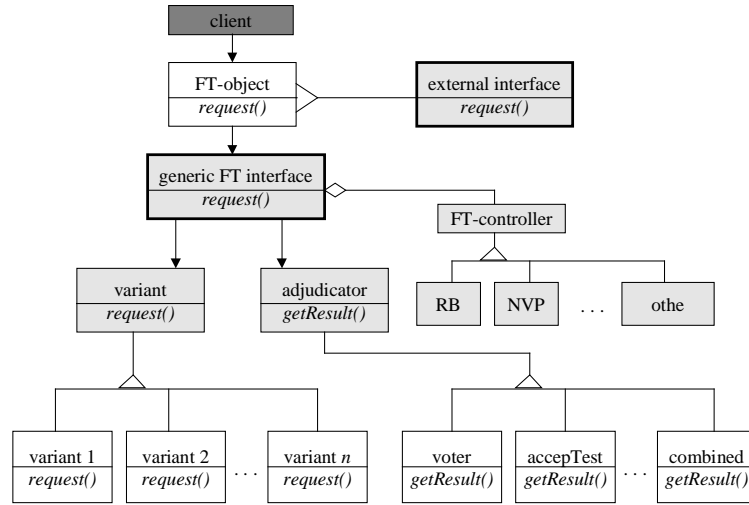 client
FT-object
request()
external interface
request()
generic FT interface
request()
FT-controller
variant
request()
adjudicator
getResult()
RB
NVP
...
othe
variant 1
request()
variant 2
request()
...
variant n
request()
voter
getResult()
accepTest
getResult()
...
combined
getResult()